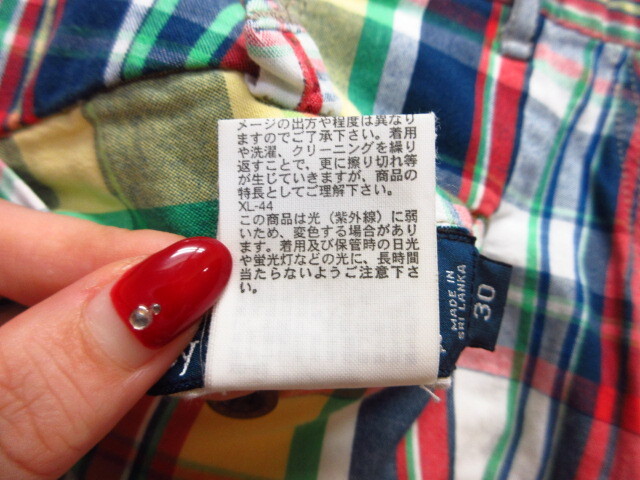 メージの出方や程度は異なり
ますのでご了承下さい。着用
や洗濯、クリーニングを繰り
返すことで、更に擦り切れ等
が生じていきますが、商品の
特長としてご理解下さい。
XL-44
この商品は光（紫外線）に弱
いため、変色する場合があり
ます。着用及び保管時の日光
や蛍光灯などの光に、長時間
当たらないようご注意下さ
い。
MADE IN
SRI LANKA
30